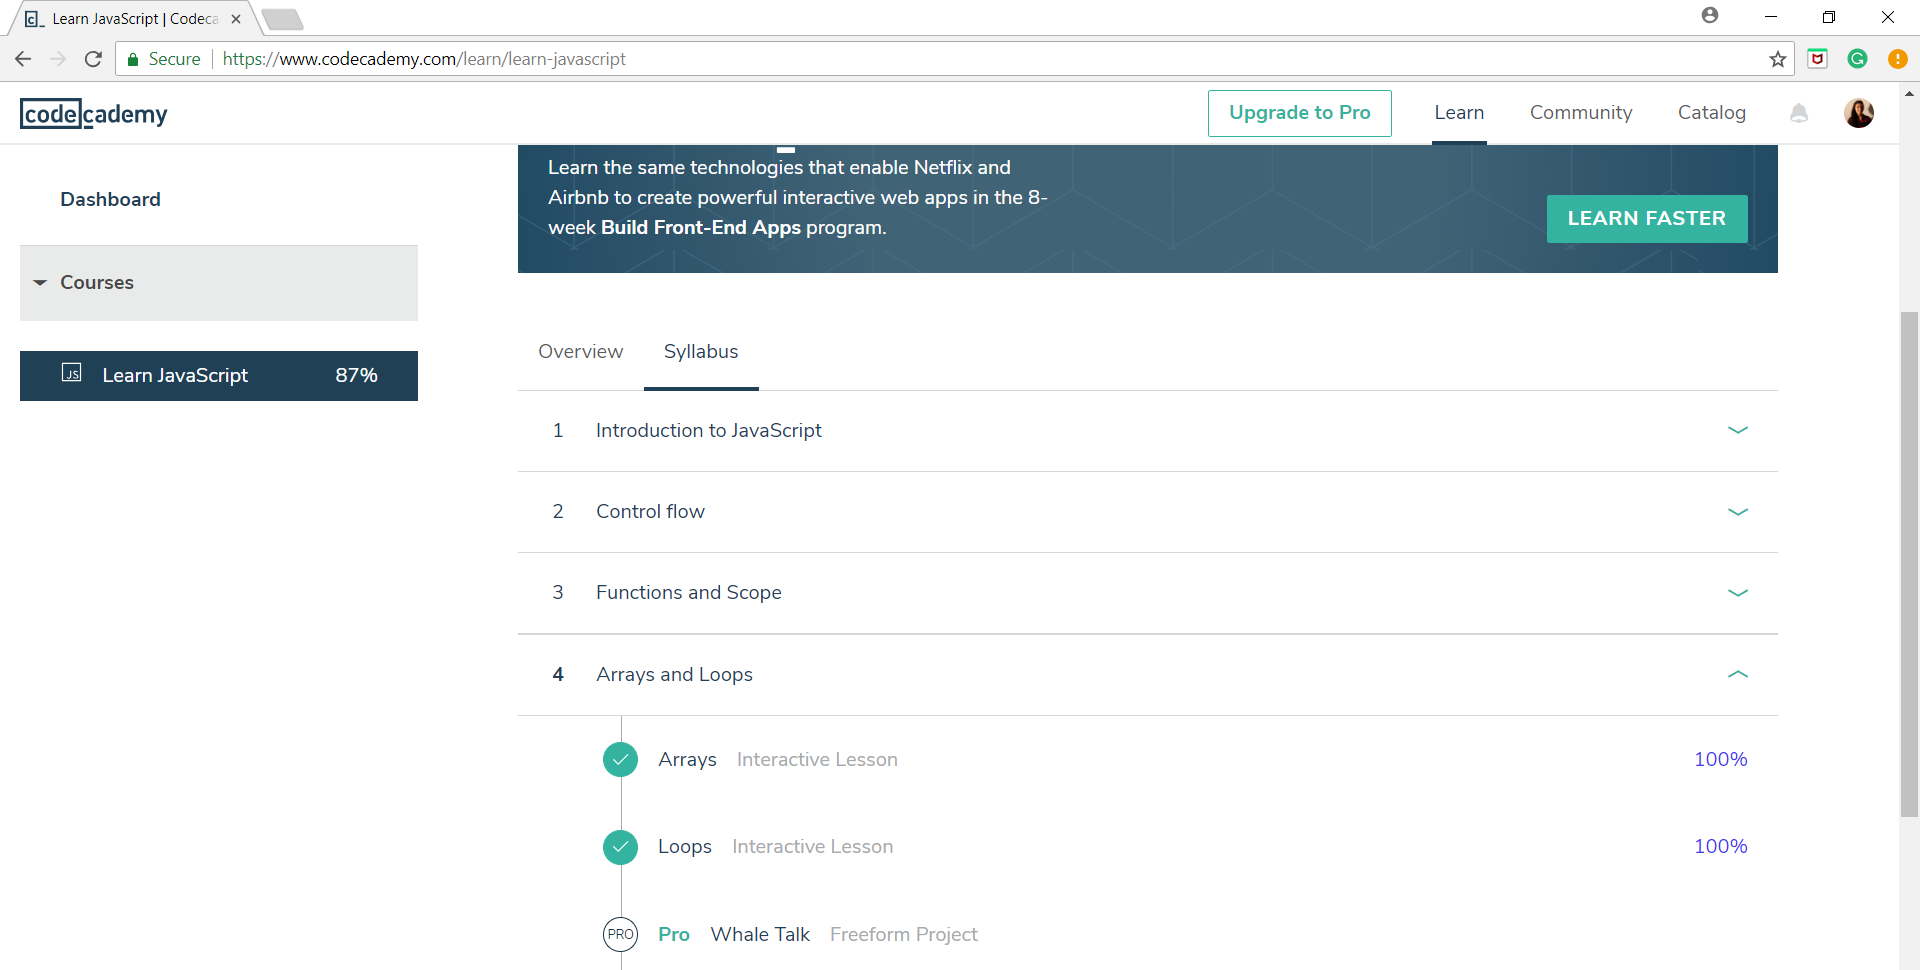 Learn JavaScript | Codeca
Secure https://www.codecademy.com/learn/learn-javascript
codecademy
Upgrade to Pro Learn Community Catalog
Learn the same technologies that enable Netflix and
Airbnb to create powerful interactive web apps in the 8-
week Build Front-End Apps program.
LEARN FASTER
Dashboard
Courses
JS Learn JavaScript 87%
Overview Syllabus
1 Introduction to JavaScript
2 Control flow
3 Functions and Scope
4 Arrays and Loops
Arrays Interactive Lesson 100%
Loops Interactive Lesson 100%
PRO Pro Whale Talk Freeform Project